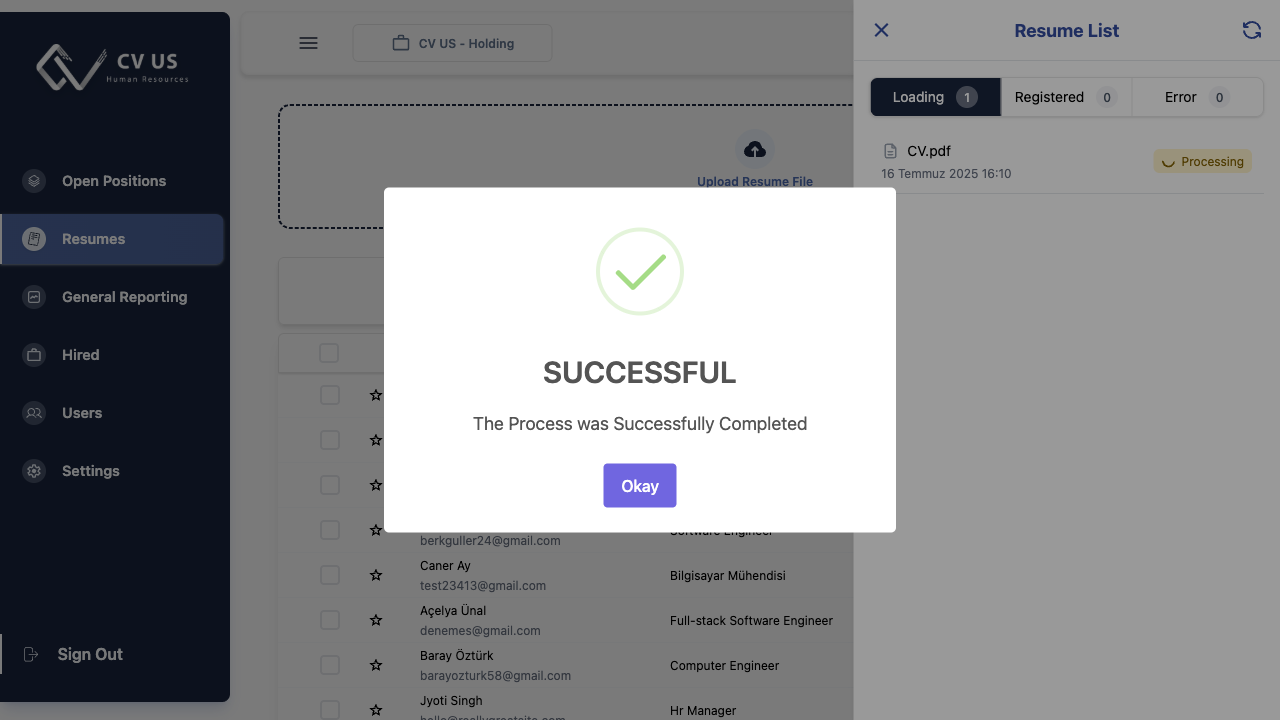 CV US
Human Resources
Open Positions
Resumes
General Reporting
Hired
Users
Settings
Sign Out
CV US - Holding
Upload Resume File
Resume List
Loading 1
Registered 0
Error 0
CV.pdf
16 Temmuz 2025 16:10
Processing
SUCCESSFUL
The Process was Successfully Completed
Okay
berkguller24@gmail.com
Software Engineer
Caner Ay
test23413@gmail.com
Bilgisayar Mühendisi
Açelya Ünal
denemes@gmail.com
Full-stack Software Engineer
Baray Öztürk
barayozturk58@gmail.com
Computer Engineer
Jyoti Singh
Hr Manager